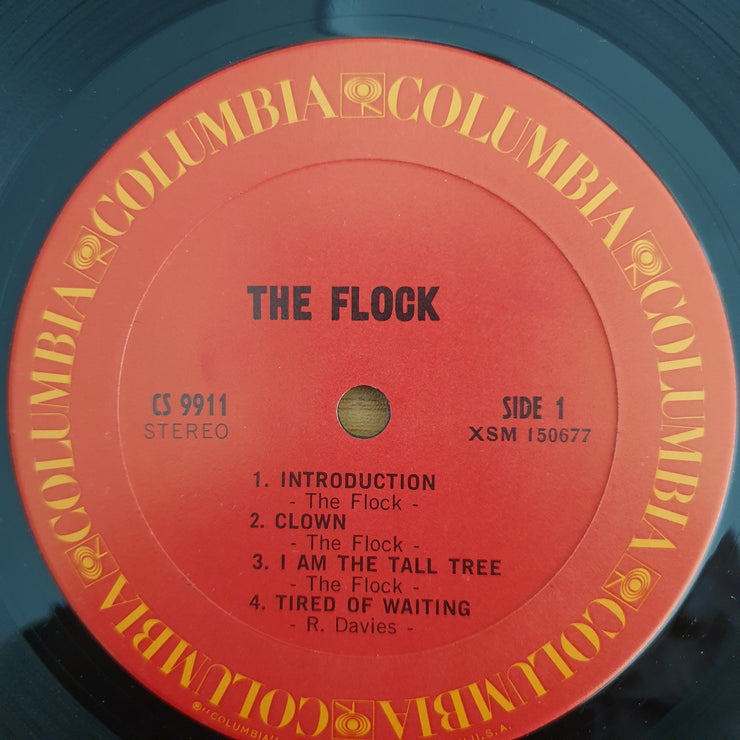 COLUMBIA COLUMBIA COLUMBIA COLUMBIA COLUMBIA COLUMBIA
THE FLOCK
CS 9911
STEREO
SIDE 1
XSM 150677
1. INTRODUCTION
- The Flock -
2. CLOWN
- The Flock -
3. I AM THE TALL TREE
- The Flock -
4. TIRED OF WAITING
- R. Davies -
®"COLUMBIA"
U.S.A.